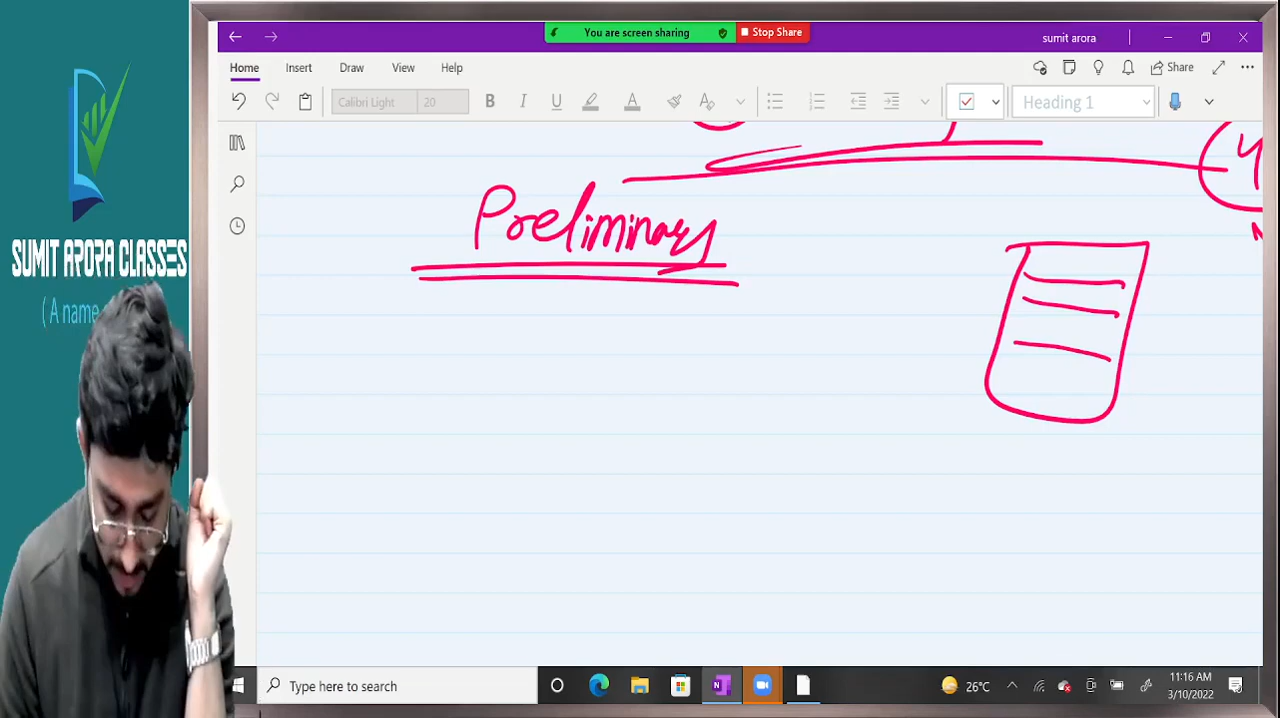 You are screen sharing
Stop Share
sumit arora
Home Insert Draw View Help
Share
Calibri Light 20 B I U A
Heading 1
Preliminary
SUMIT ARORA CLASSES
( A name
Type here to search
26°C
11:16 AM
3/10/2022